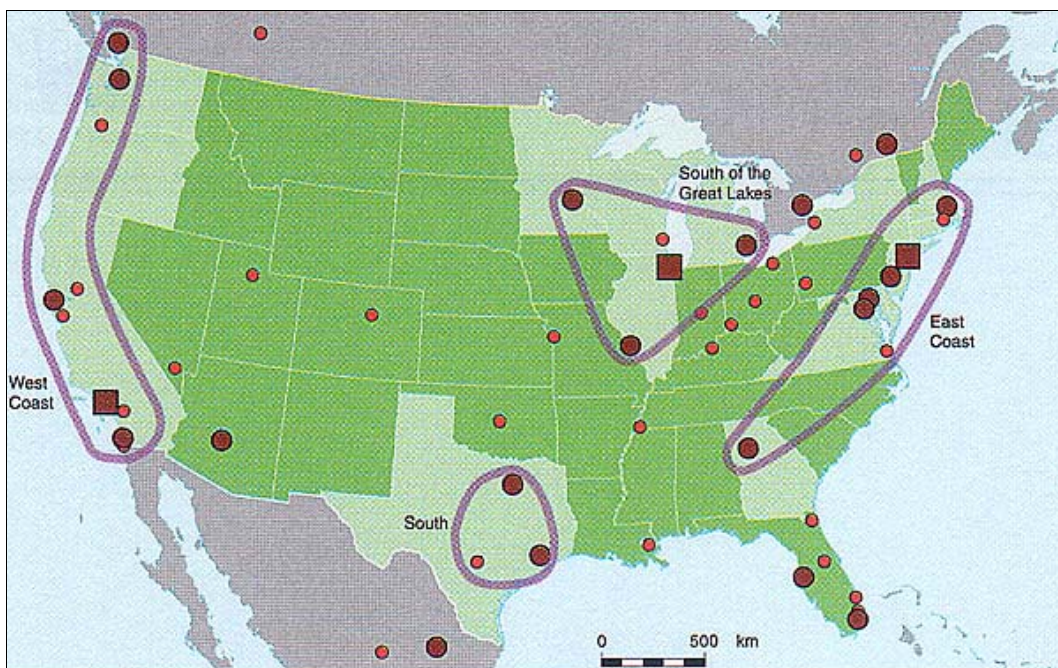 South of the
Great Lakes
East
Coast
West
Coast
South
0 500 km